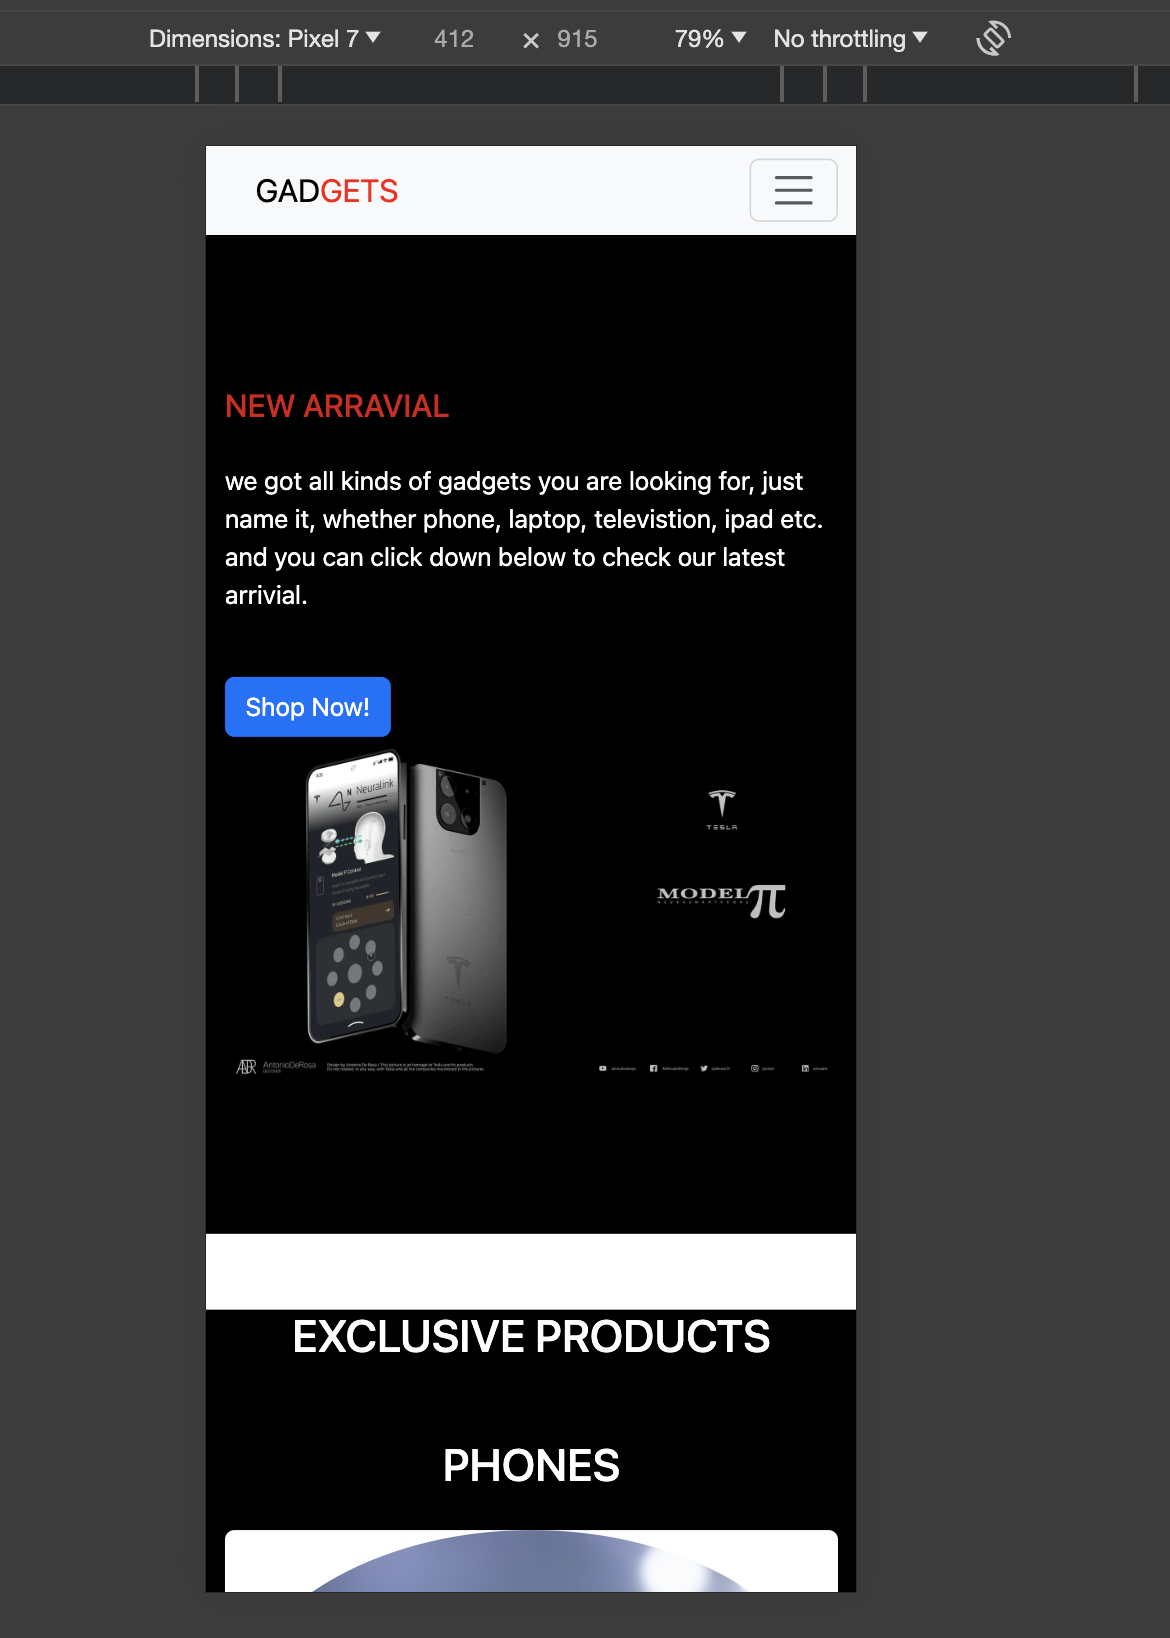 Dimensions: Pixel 7 412 × 915 79% No throttling
GADGETS
NEW ARRAVIAL
we got all kinds of gadgets you are looking for, just
name it, whether phone, laptop, televistion, ipad etc.
and you can click down below to check our latest
arrivial.
Shop Now!
Neuralink
TESLA
MODEL π
AntonioDeRosa
DESIGNER
EXCLUSIVE PRODUCTS
PHONES